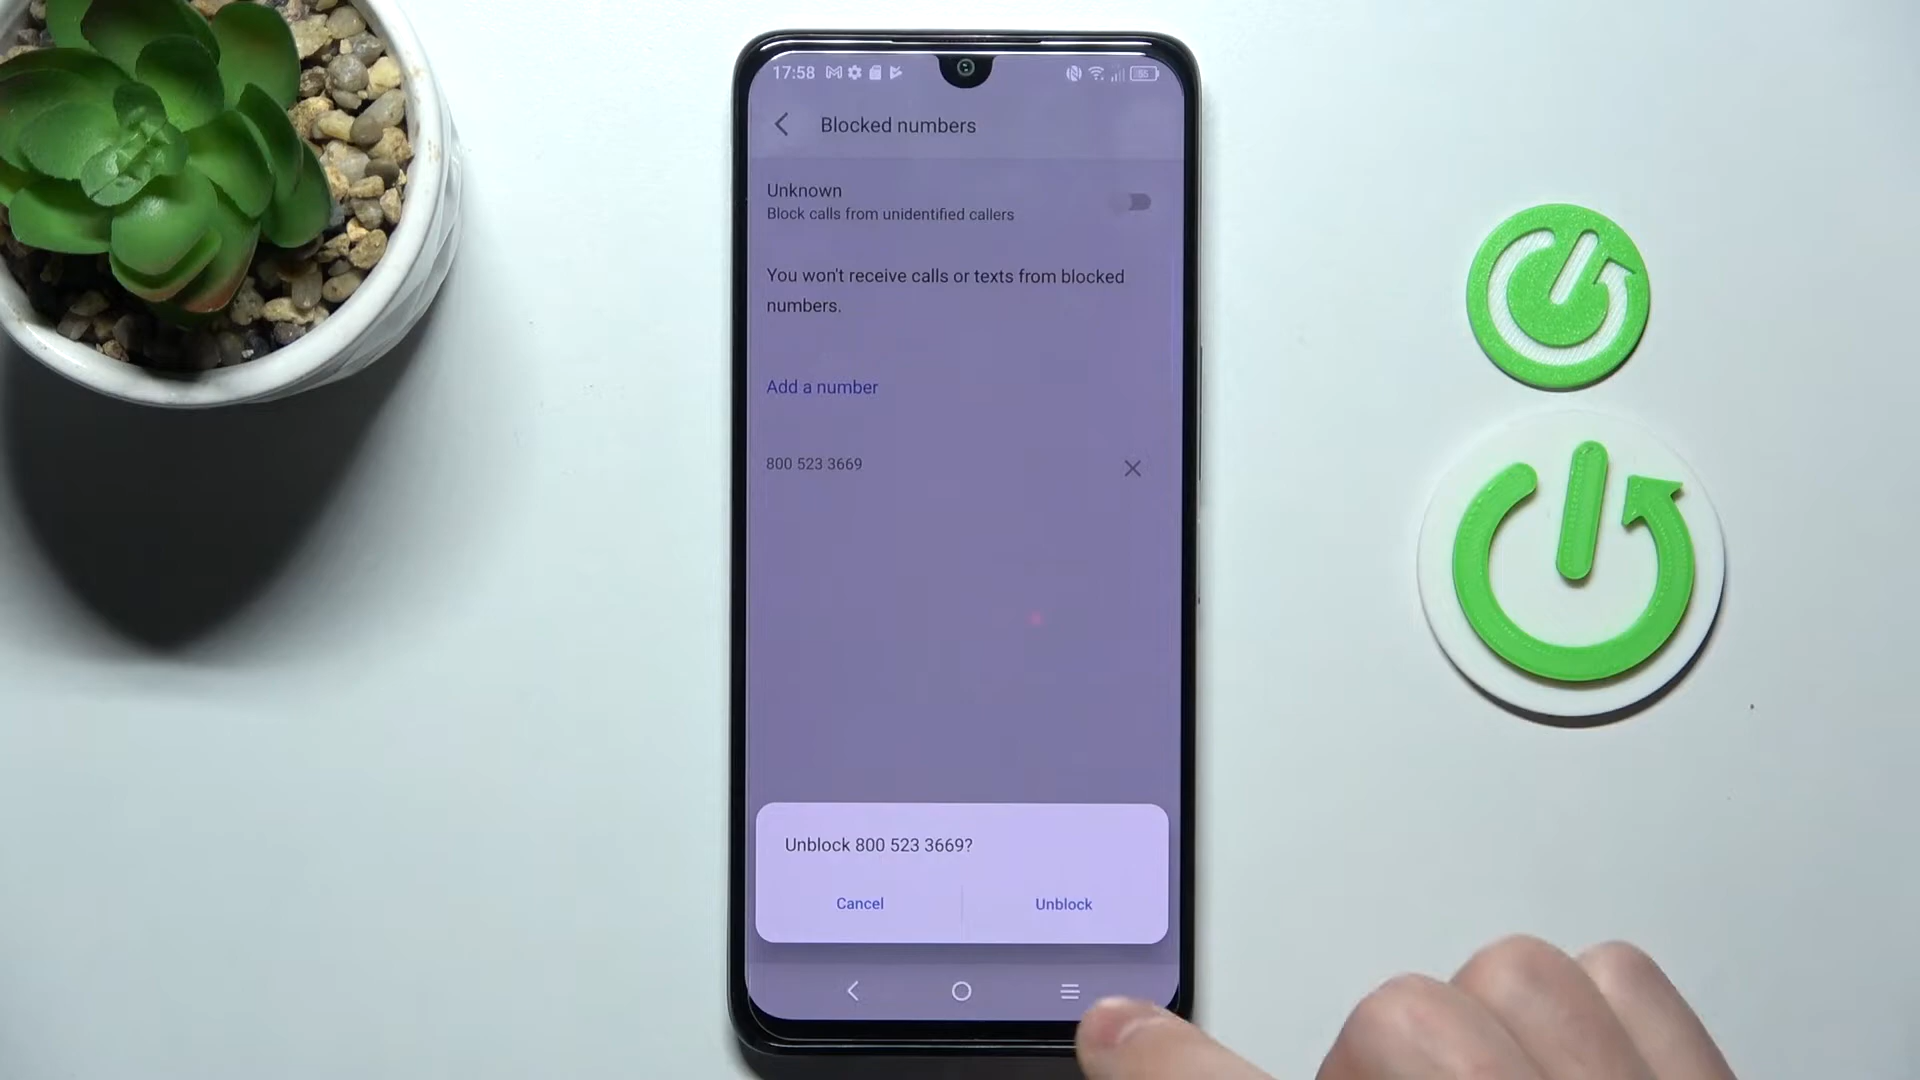 17:58
55
Blocked numbers
Unknown
Block calls from unidentified callers
You won't receive calls or texts from blocked
numbers.
Add a number
800 523 3669
Unblock 800 523 3669?
Cancel
Unblock